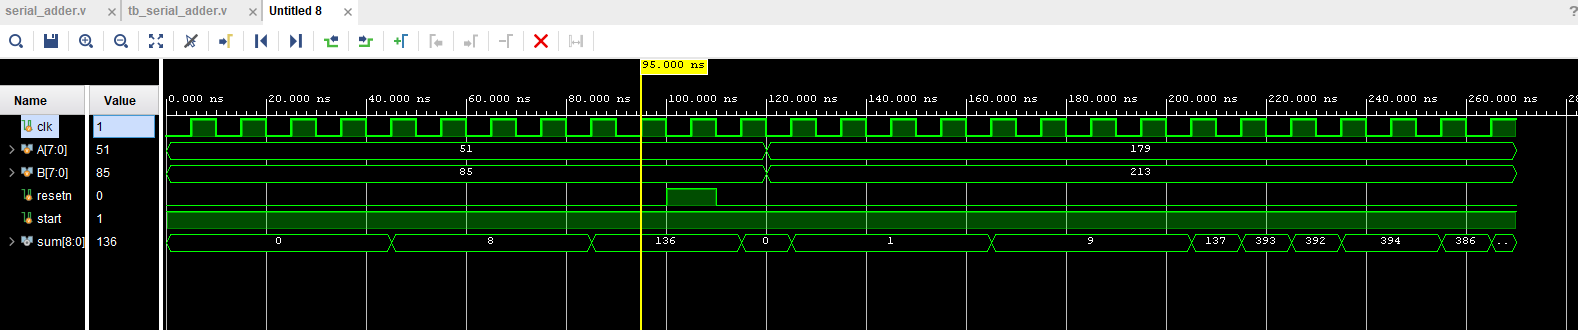 serial_adder.v × tb_serial_adder.v × Untitled 8 × ?
95.000 ns
Name Value 0.000 ns 20.000 ns 40.000 ns 60.000 ns 80.000 ns 100.000 ns 120.000 ns 140.000 ns 160.000 ns 180.000 ns 200.000 ns 220.000 ns 240.000 ns 260.000 ns 28
clk 1
A[7:0] 51 51 179
B[7:0] 85 85 213
resetn 0
start 1
sum[8:0] 136 0 8 136 0 1 9 137 393 392 394 386 ..